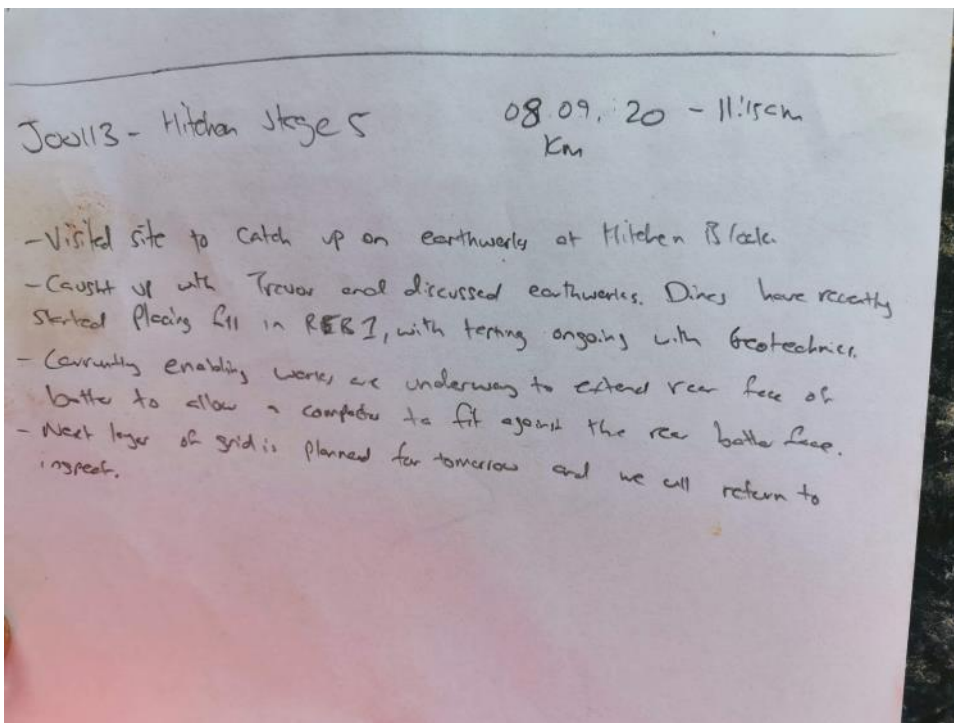 J00113 - Hitchen Stage 5 08.09.20 - 11:15am
KM
- Visited site to catch up on earthworks at Hitchen Block.
- Caught up with Trevor and discussed earthworks. Dines have recently
started placing fill in REB1, with testing ongoing with Geotechnics.
- Currently enabling works are underway to extend rear face of
batter to allow a compactor to fit against the rear batter face.
- Next layer of grid is planned for tomorrow and we will return to
inspect.